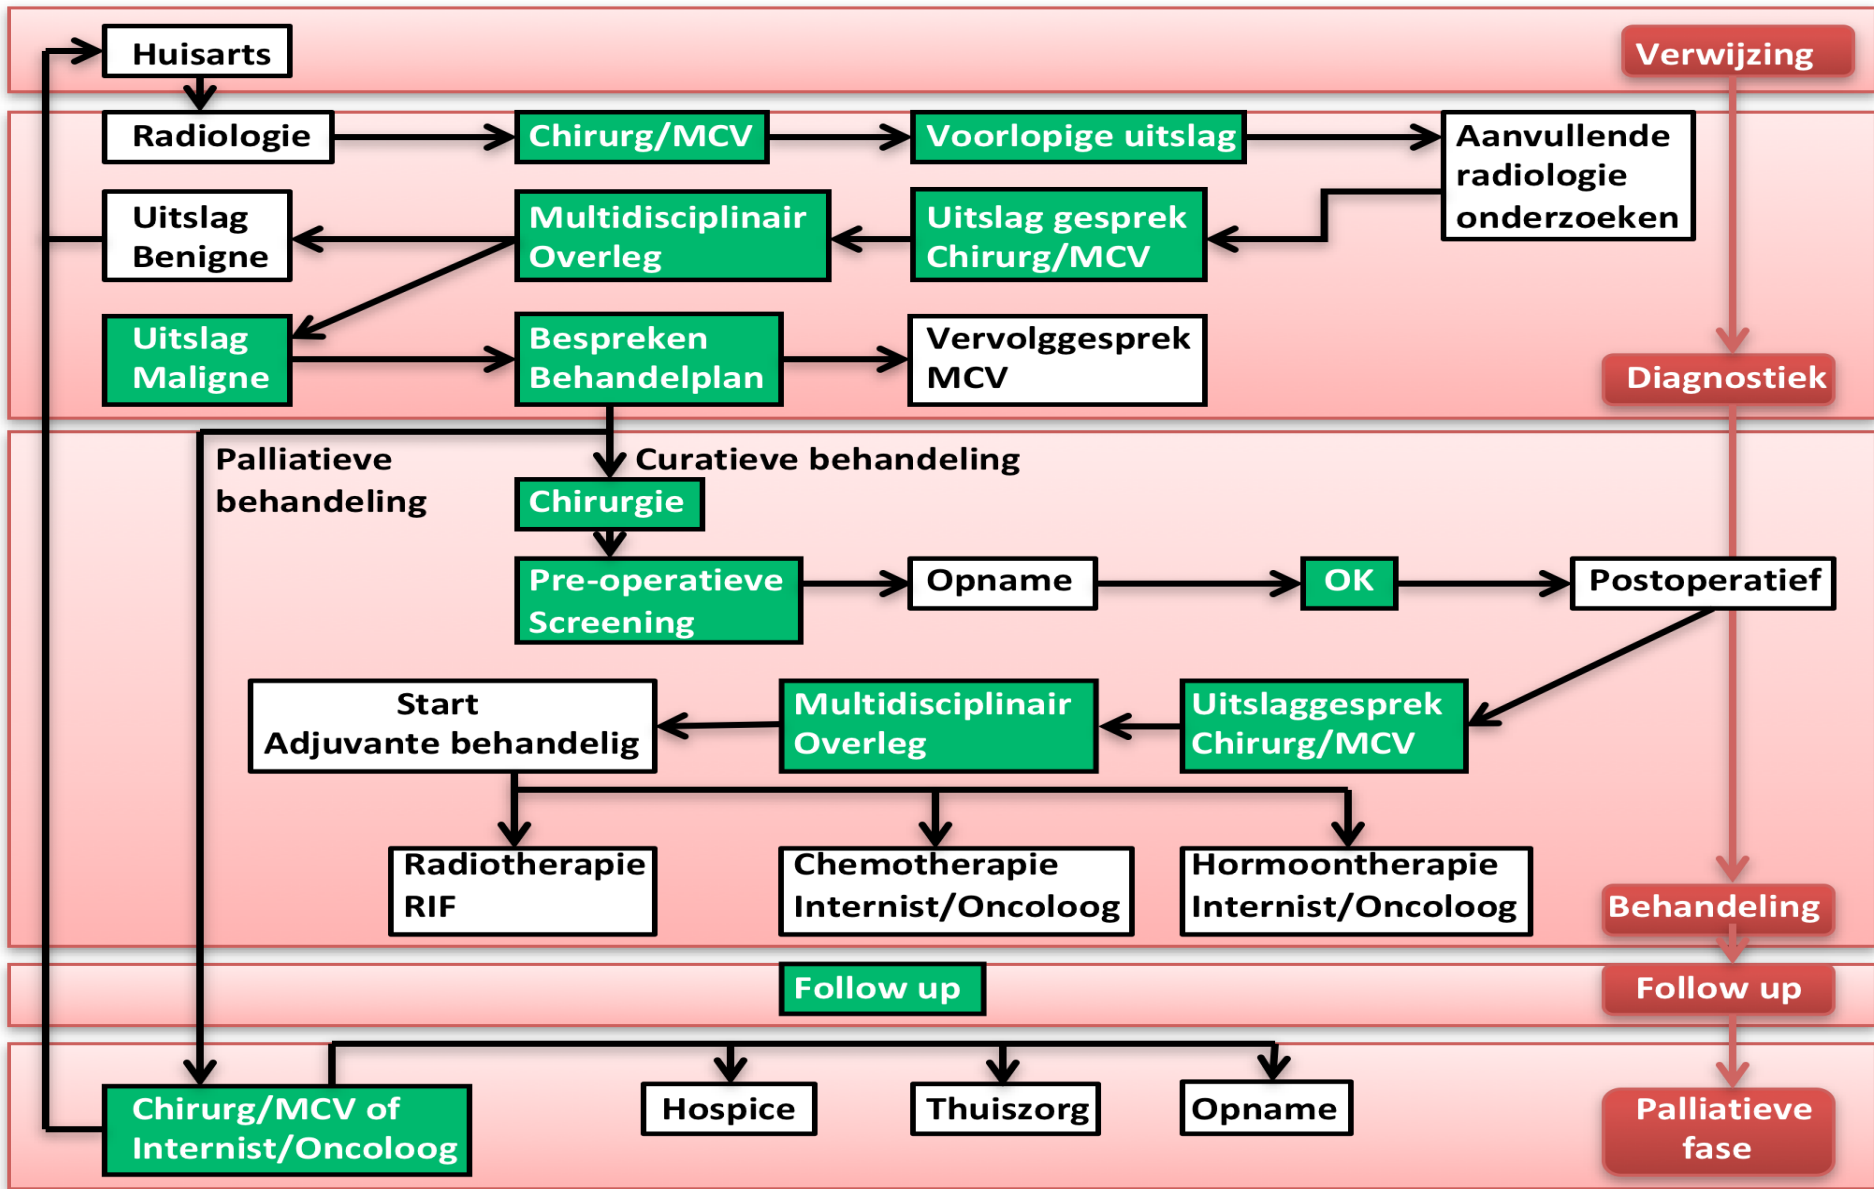 Huisarts
Verwijzing
Radiologie
Chirurg/MCV
Voorlopige uitslag
Aanvullende
radiologie
onderzoeken
Uitslag
Benigne
Multidisciplinair
Overleg
Uitslag gesprek
Chirurg/MCV
Uitslag
Maligne
Bespreken
Behandelplan
Vervolggesprek
MCV
Diagnostiek
Palliatieve
behandeling
Curatieve behandeling
Chirurgie
Pre-operatieve
Screening
Opname
OK
Postoperatief
Start
Adjuvante behandelig
Multidisciplinair
Overleg
Uitslaggesprek
Chirurg/MCV
Radiotherapie
RIF
Chemotherapie
Internist/Oncoloog
Hormoontherapie
Internist/Oncoloog
Behandeling
Follow up
Follow up
Chirurg/MCV of
Internist/Oncoloog
Hospice
Thuiszorg
Opname
Palliatieve
fase